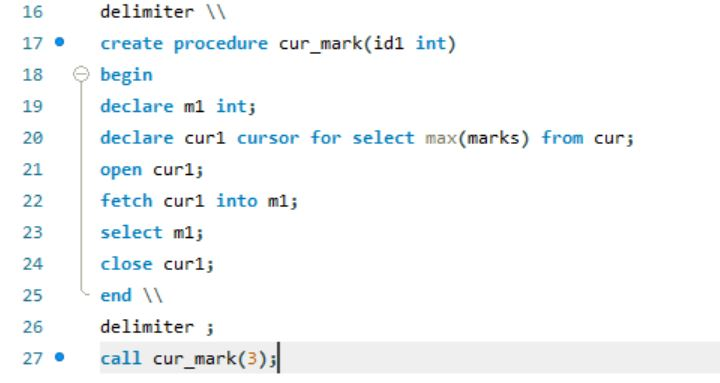 16 delimiter \\
17 create procedure cur_mark(id1 int)
18 begin
19 declare m1 int;
20 declare cur1 cursor for select max(marks) from cur;
21 open cur1;
22 fetch cur1 into m1;
23 select m1;
24 close cur1;
25 end \\
26 delimiter ;
27 call cur_mark(3);